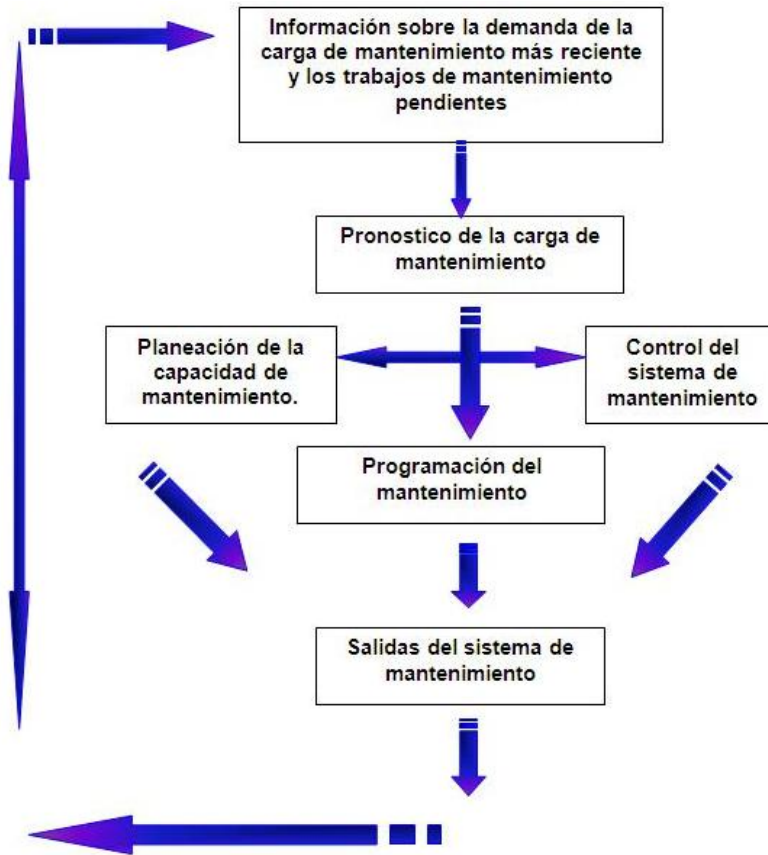 Información sobre la demanda de la
carga de mantenimiento más reciente
y los trabajos de mantenimiento
pendientes
Pronostico de la carga de
mantenimiento
Planeación de la
capacidad de
mantenimiento.
Control del
sistema de
mantenimiento
Programación del
mantenimiento
Salidas del sistema de
mantenimiento